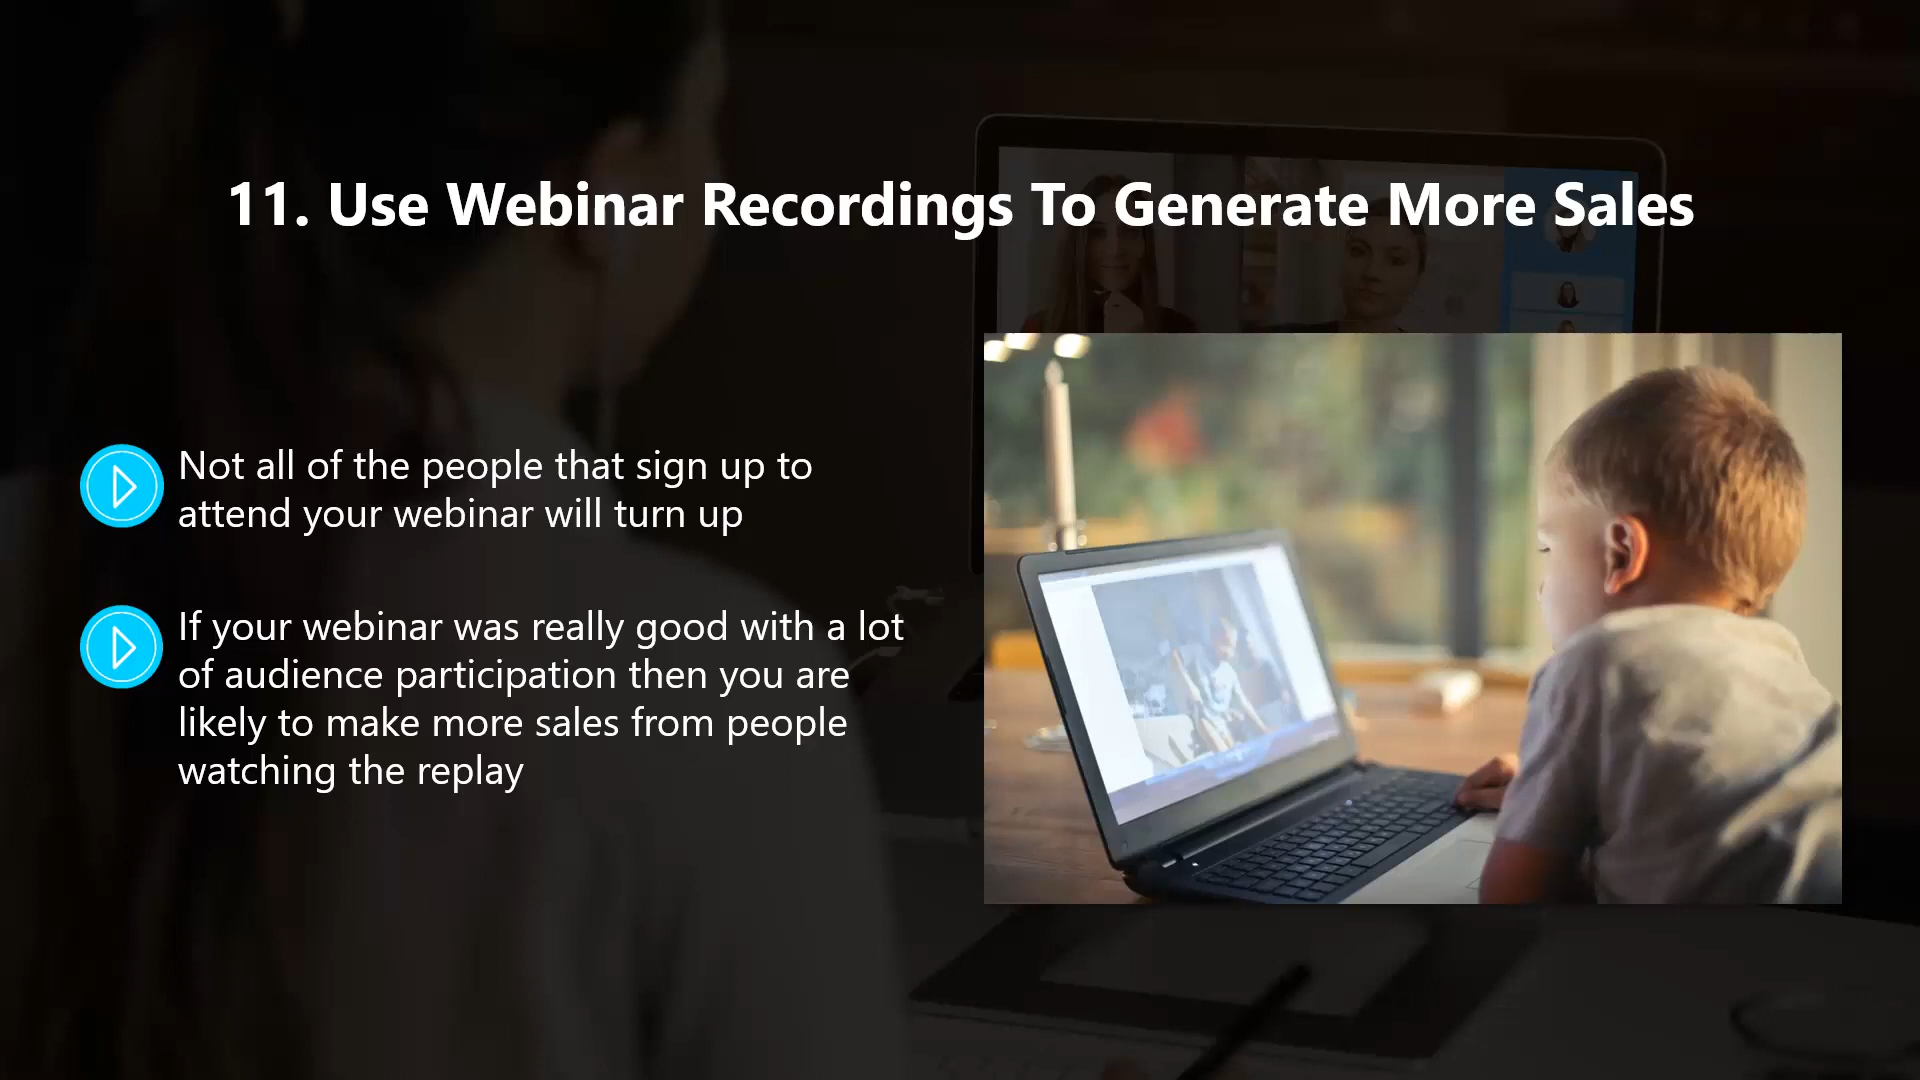 11. Use Webinar Recordings To Generate More Sales
Not all of the people that sign up to
attend your webinar will turn up
If your webinar was really good with a lot
of audience participation then you are
likely to make more sales from people
watching the replay